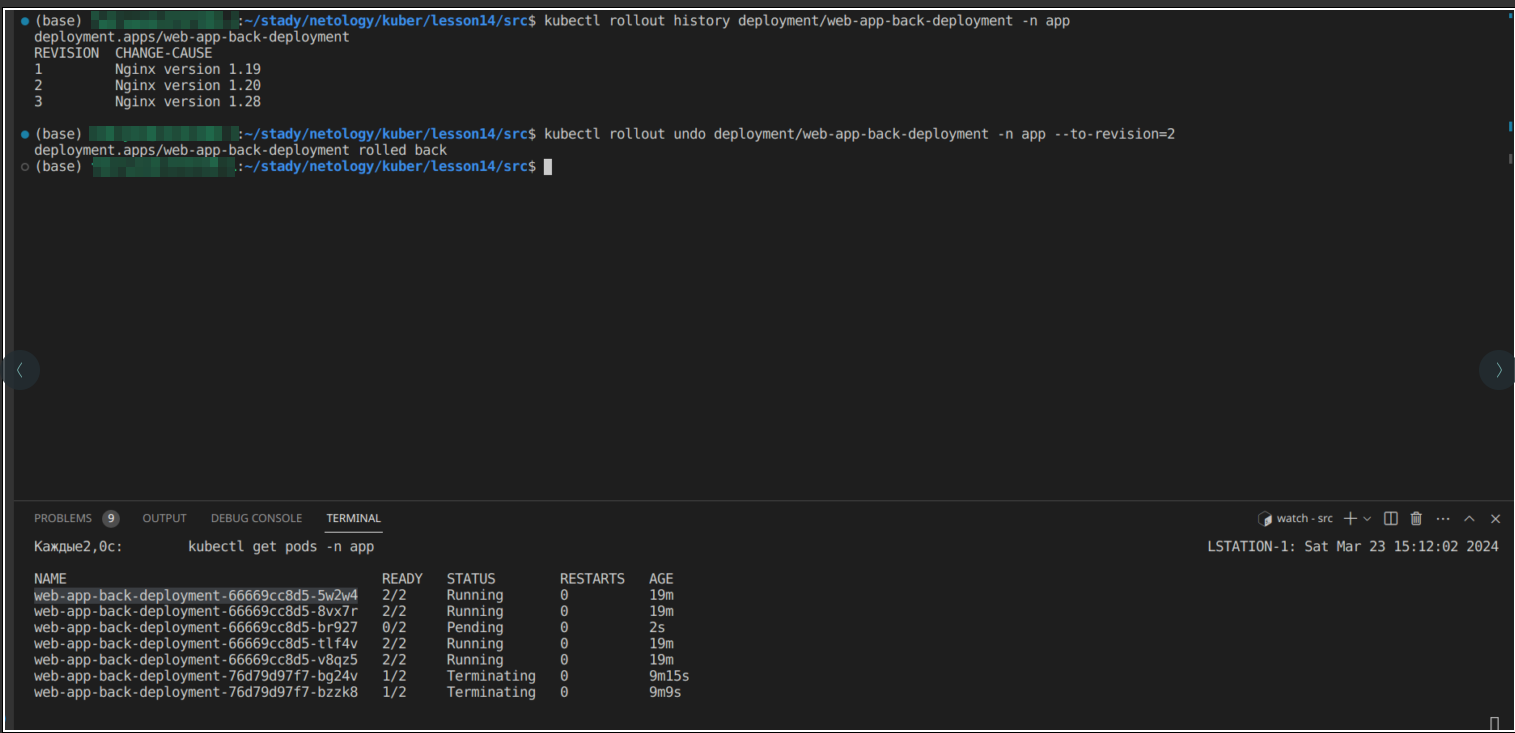 (base) :~/stady/netology/kuber/lesson14/src$ kubectl rollout history deployment/web-app-back-deployment -n app
deployment.apps/web-app-back-deployment
REVISION  CHANGE-CAUSE
1         Nginx version 1.19
2         Nginx version 1.20
3         Nginx version 1.28
(base) :~/stady/netology/kuber/lesson14/src$ kubectl rollout undo deployment/web-app-back-deployment -n app --to-revision=2
deployment.apps/web-app-back-deployment rolled back
(base) :~/stady/netology/kuber/lesson14/src$
PROBLEMS 9 OUTPUT DEBUG CONSOLE TERMINAL watch - src
Каждые2,0с: kubectl get pods -n app LSTATION-1: Sat Mar 23 15:12:02 2024
NAME READY STATUS RESTARTS AGE
web-app-back-deployment-66669cc8d5-5w2w4 2/2 Running 0 19m
web-app-back-deployment-66669cc8d5-8vx7r 2/2 Running 0 19m
web-app-back-deployment-66669cc8d5-br927 0/2 Pending 0 2s
web-app-back-deployment-66669cc8d5-tlf4v 2/2 Running 0 19m
web-app-back-deployment-66669cc8d5-v8qz5 2/2 Running 0 19m
web-app-back-deployment-76d79d97f7-bg24v 1/2 Terminating 0 9m15s
web-app-back-deployment-76d79d97f7-bzzk8 1/2 Terminating 0 9m9s